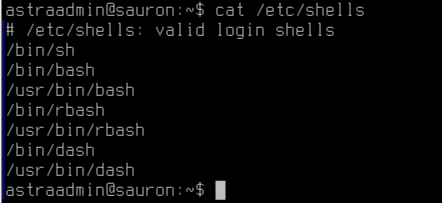 astraadmin@sauron:~$ cat /etc/shells
# /etc/shells: valid login shells
/bin/sh
/bin/bash
/usr/bin/bash
/bin/rbash
/usr/bin/rbash
/bin/dash
/usr/bin/dash
astraadmin@sauron:~$